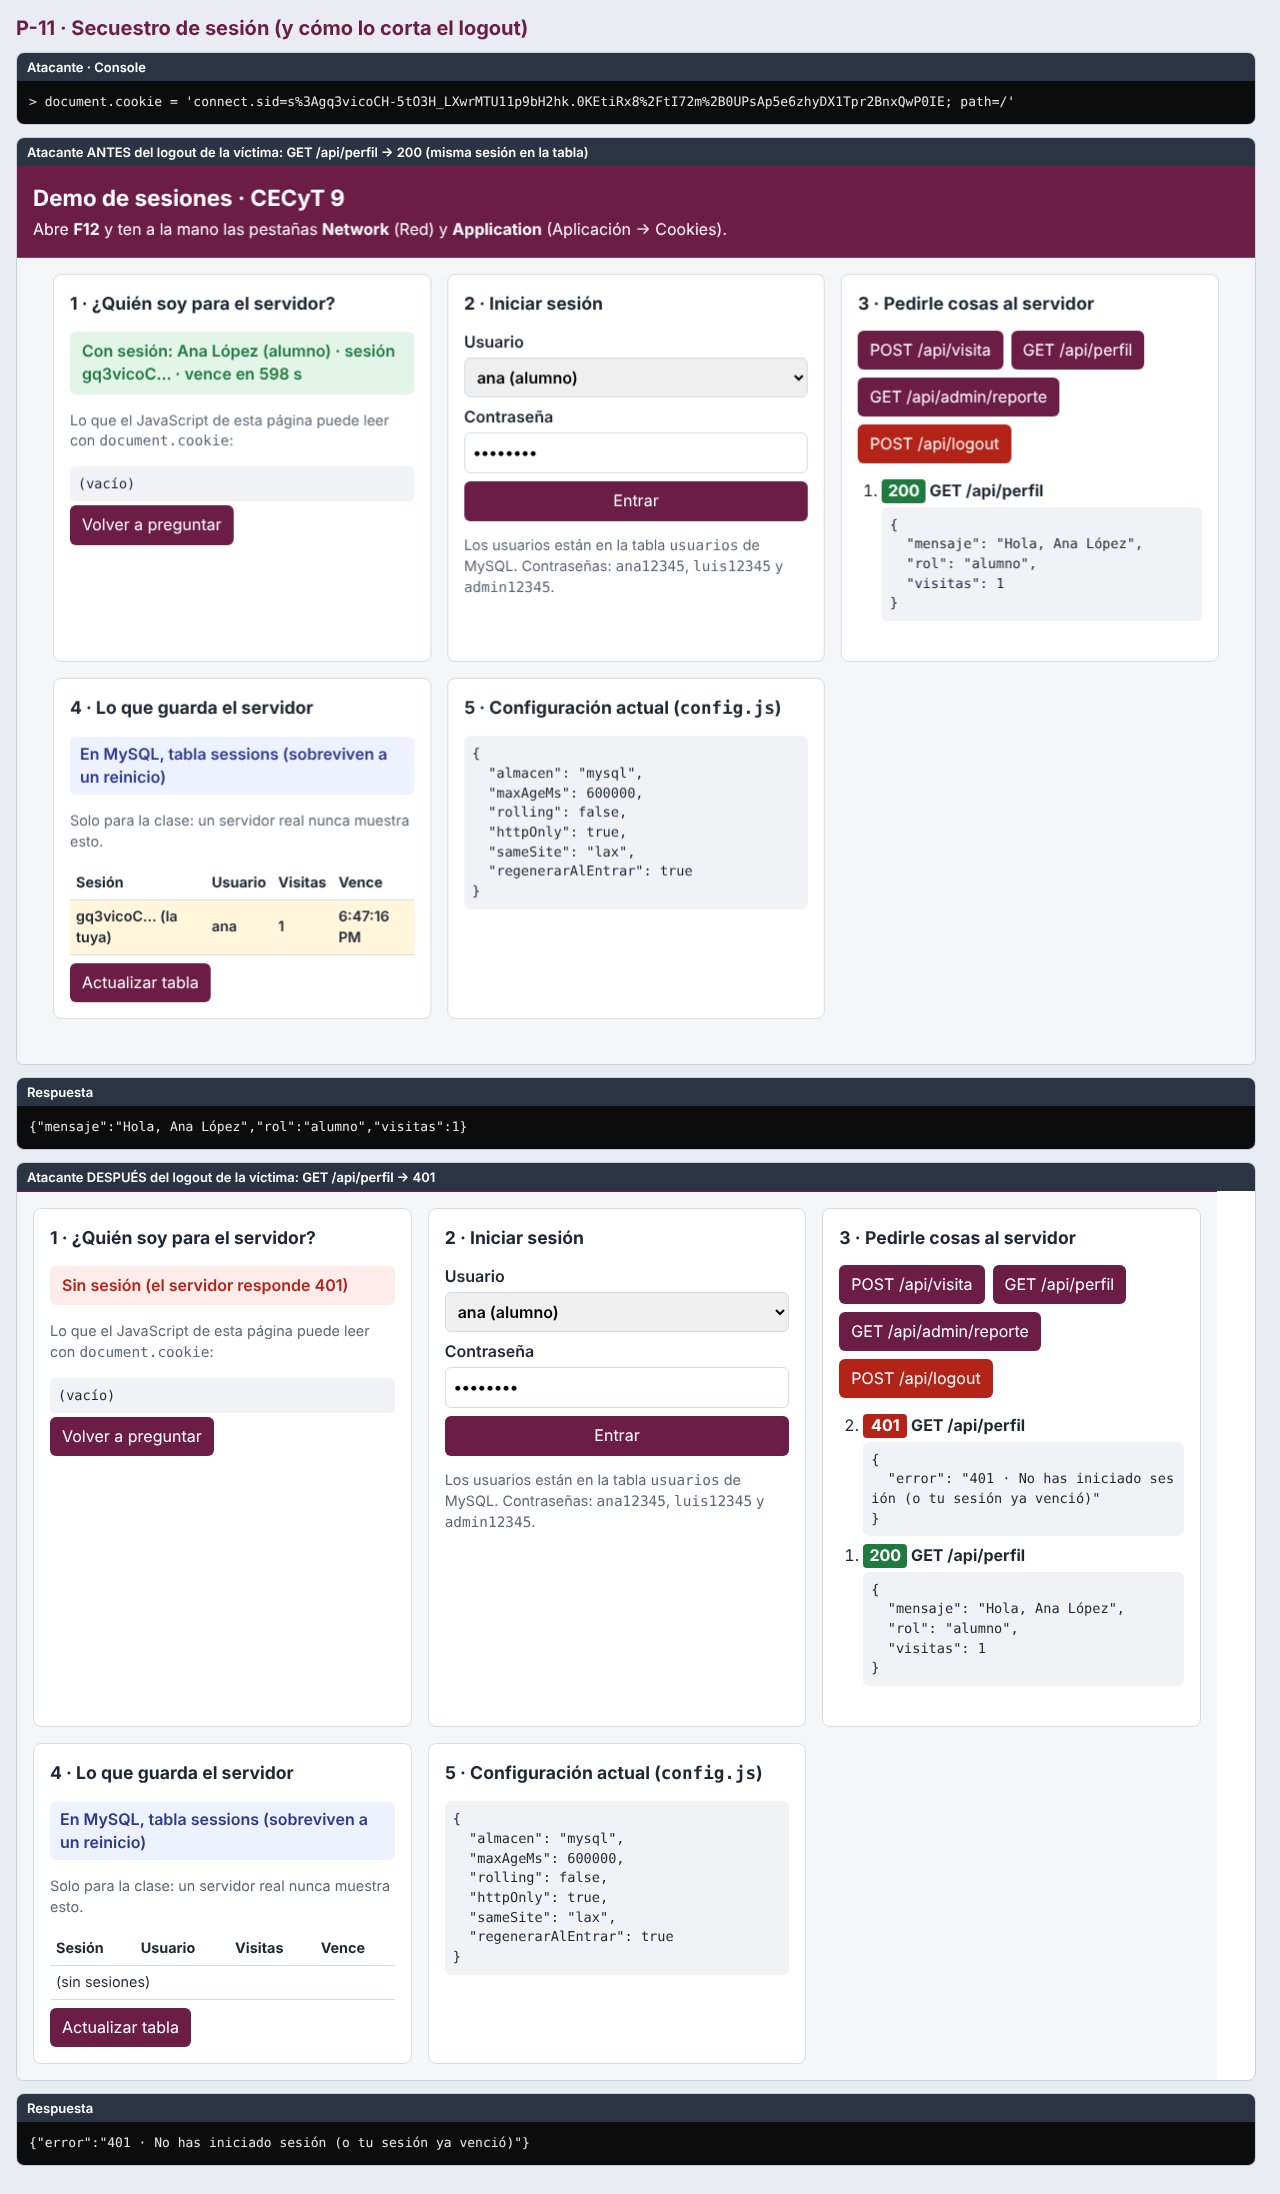 P-11 · Secuestro de sesión (y cómo lo corta el logout)
Atacante · Console
> document.cookie = 'connect.sid=s%3Agq3vicoCH-5tO3H_LXwrMTU11p9bH2hk.0KEtiRx8%2FtI72m%2B0UPsAp5e6zhyDX1Tpr2BnxQwP0IE; path=/'
Atacante ANTES del logout de la víctima: GET /api/perfil → 200 (misma sesión en la tabla)
Demo de sesiones · CECyT 9
Abre F12 y ten a la mano las pestañas Network (Red) y Application (Aplicación → Cookies).
1 · ¿Quién soy para el servidor?
Con sesión: Ana López (alumno) · sesión
gq3vicoC… · vence en 598 s
Lo que el JavaScript de esta página puede leer
con document.cookie:
(vacío)
Volver a preguntar
2 · Iniciar sesión
Usuario
ana (alumno)
Contraseña
••••••••
Entrar
Los usuarios están en la tabla usuarios de
MySQL. Contraseñas: ana12345, luis12345 y
admin12345.
3 · Pedirle cosas al servidor
POST /api/visita GET /api/perfil
GET /api/admin/reporte
POST /api/logout
1. 200 GET /api/perfil
{
"mensaje": "Hola, Ana López",
"rol": "alumno",
"visitas": 1
}
4 · Lo que guarda el servidor
En MySQL, tabla sessions (sobreviven a
un reinicio)
Solo para la clase: un servidor real nunca muestra
esto.
Sesión Usuario Visitas Vence
gq3vicoC… (la tuya) ana 1 6:47:16 PM
Actualizar tabla
5 · Configuración actual (config.js)
{
"almacen": "mysql",
"maxAgeMs": 600000,
"rolling": false,
"httpOnly": true,
"sameSite": "lax",
"regenerarAlEntrar": true
}
Respuesta
{"mensaje":"Hola, Ana López","rol":"alumno","visitas":1}
Atacante DESPUÉS del logout de la víctima: GET /api/perfil → 401
1 · ¿Quién soy para el servidor?
Sin sesión (el servidor responde 401)
Lo que el JavaScript de esta página puede leer
con document.cookie:
(vacío)
Volver a preguntar
2 · Iniciar sesión
Usuario
ana (alumno)
Contraseña
••••••••
Entrar
Los usuarios están en la tabla usuarios de
MySQL. Contraseñas: ana12345, luis12345 y
admin12345.
3 · Pedirle cosas al servidor
POST /api/visita GET /api/perfil
GET /api/admin/reporte
POST /api/logout
2. 401 GET /api/perfil
{
"error": "401 · No has iniciado ses
ión (o tu sesión ya venció)"
}
1. 200 GET /api/perfil
{
"mensaje": "Hola, Ana López",
"rol": "alumno",
"visitas": 1
}
4 · Lo que guarda el servidor
En MySQL, tabla sessions (sobreviven a
un reinicio)
Solo para la clase: un servidor real nunca muestra
esto.
Sesión Usuario Visitas Vence
(sin sesiones)
Actualizar tabla
5 · Configuración actual (config.js)
{
"almacen": "mysql",
"maxAgeMs": 600000,
"rolling": false,
"httpOnly": true,
"sameSite": "lax",
"regenerarAlEntrar": true
}
Respuesta
{"error":"401 · No has iniciado sesión (o tu sesión ya venció)"}